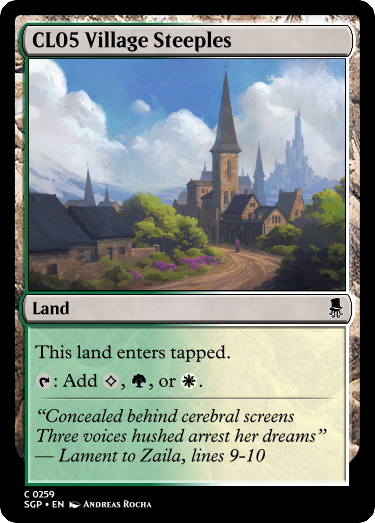 CL05 Village Steeples
Land
This land enters tapped.
: Add , , or .
“Concealed behind cerebral screens
Three voices hushed arrest her dreams”
— Lament to Zaila, lines 9-10
C 0259
SGP • EN Andreas Rocha